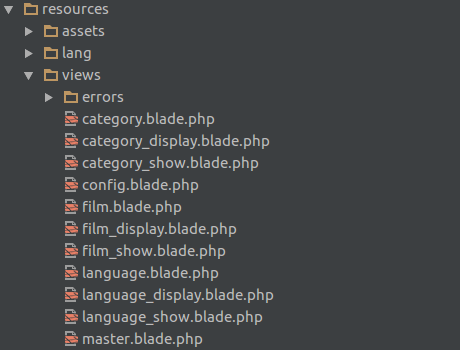 resources
assets
lang
views
errors
category.blade.php
category_display.blade.php
category_show.blade.php
config.blade.php
film.blade.php
film_display.blade.php
film_show.blade.php
language.blade.php
language_display.blade.php
language_show.blade.php
master.blade.php